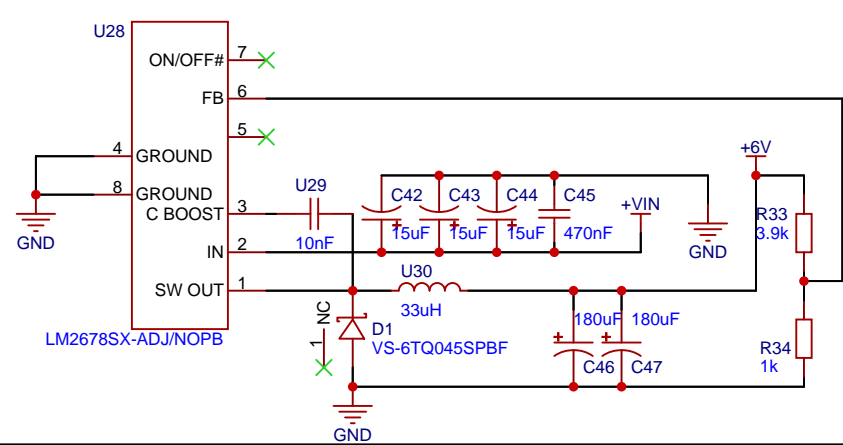 U28
ON/OFF# 7
FB 6
5
4 GROUND
8 GROUND
C BOOST 3
IN 2
SW OUT 1
LM2678SX-ADJ/NOPB
GND
U29
10nF
C42
15uF
C43
15uF
C44
15uF
C45
470nF
+VIN
GND
+6V
R33
3.9k
U30
33uH
1 NC
D1
VS-6TQ045SPBF
180uF
C46
180uF
C47
R34
1k
GND